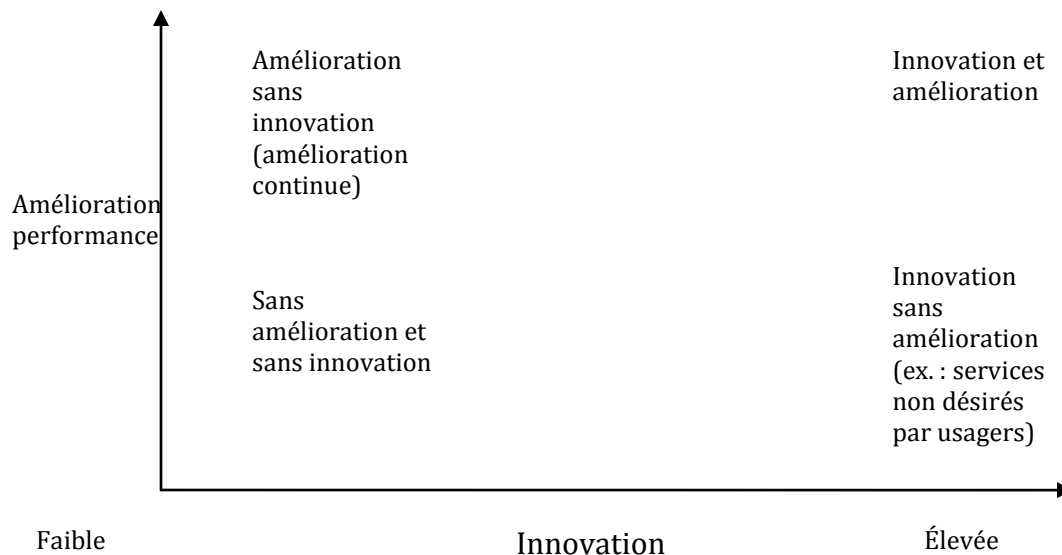 Amélioration
sans
innovation
(amélioration
continue)
Innovation et
amélioration
Amélioration
performance
Sans
amélioration et
sans innovation
Innovation
sans
amélioration
(ex. : services
non désirés
par usagers)
Faible
Innovation
Élevée